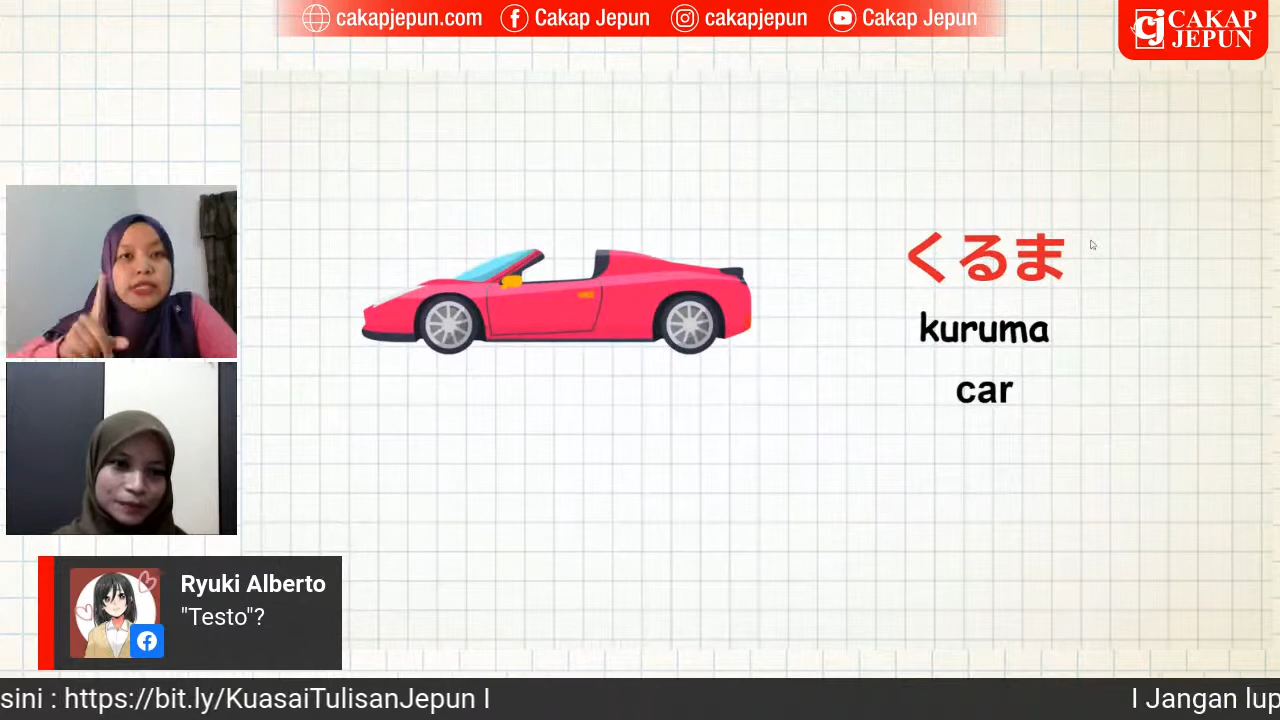 cakapjepun.com Cakap Jepun cakapjepun Cakap Jepun
CAKAP
JEPUN
くるま
kuruma
car
Ryuki Alberto
"Testo"?
sini : https://bit.ly/KuasaiTulisanJepun I
I Jangan lup